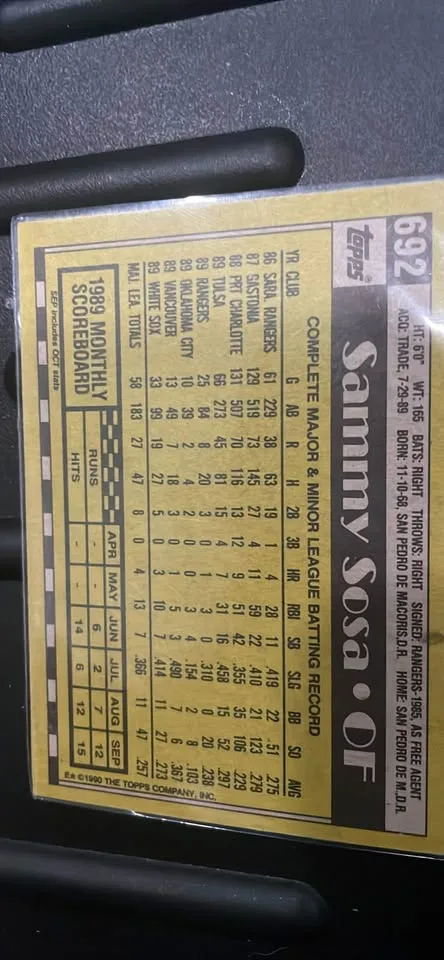 692
HT: 6'0" WT: 165 BATS: RIGHT THROWS: RIGHT SIGNED: RANGERS-1985, AS FREE AGENT
ACQ: TRADE, 7-29-89 BORN: 11-10-68, SAN PEDRO DE MACORIS, D.R. HOME: SAN PEDRO DE M., D.R.
TOPPS Sammy Sosa • OF
COMPLETE MAJOR & MINOR LEAGUE BATTING RECORD
YR CLUB G AB R H 2B 3B HR RBI SB SLG BB SO AVG
86 SARA. RANGERS 61 229 38 63 19 1 4 28 11 .419 22 51 .275
87 GASTONIA 129 519 73 145 27 4 11 59 22 .410 21 123 .279
88 PRT CHARLOTTE 131 507 70 116 13 12 9 51 42 .355 35 106 .229
89 TULSA 66 273 45 81 15 4 7 31 16 .458 15 52 .297
89 RANGERS 25 84 8 20 3 0 1 3 0 .310 0 20 .238
89 OKLAHOMA CITY 10 39 2 4 2 0 0 3 4 .154 2 8 .103
89 VANCOUVER 13 49 7 18 3 0 1 5 3 .490 7 6 .367
89 WHITE SOX 33 99 19 27 5 0 3 10 7 .414 11 27 .273
MAJ. LEA. TOTALS 58 183 27 47 8 0 4 13 7 .366 11 47 .257
1989 MONTHLY SCOREBOARD APR MAY JUN JUL AUG SEP
RUNS - - 6 2 7 12
HITS - - 14 6 12 15
SEP includes OCT stats
E* ©1990 THE TOPPS COMPANY, INC.